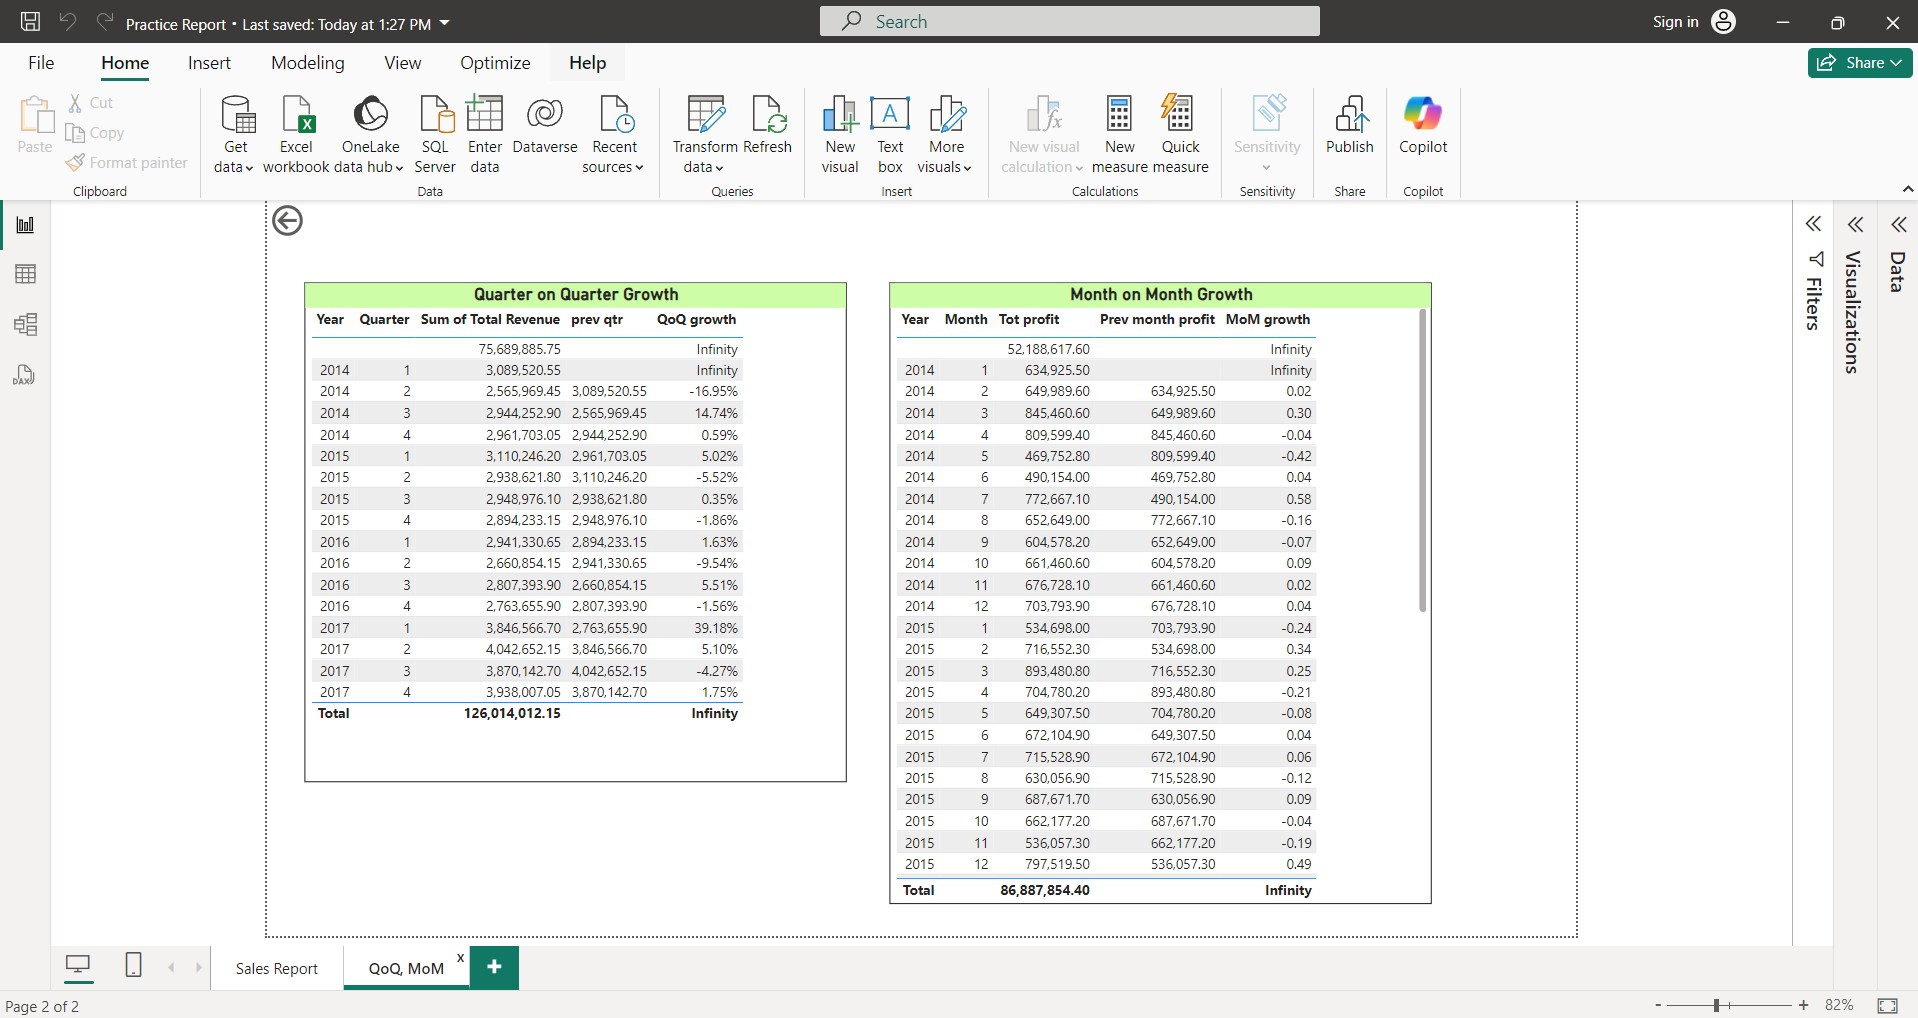 Practice Report • Last saved: Today at 1:27 PM
Search
Sign in
File Home Insert Modeling View Optimize Help
Share
Paste
Cut
Copy
Format painter
Clipboard
Get data
Excel workbook
OneLake data hub
SQL Server
Enter data
Dataverse
Recent sources
Data
Transform data
Refresh
Queries
New visual
A
Text box
More visuals
Insert
fx
New visual calculation
New measure
Quick measure
Calculations
Sensitivity
Sensitivity
Publish
Share
Copilot
Copilot
DAX
Quarter on Quarter Growth
Year Quarter Sum of Total Revenue prev qtr QoQ growth
75,689,885.75 Infinity
2014 1 3,089,520.55 Infinity
2014 2 2,565,969.45 3,089,520.55 -16.95%
2014 3 2,944,252.90 2,565,969.45 14.74%
2014 4 2,961,703.05 2,944,252.90 0.59%
2015 1 3,110,246.20 2,961,703.05 5.02%
2015 2 2,938,621.80 3,110,246.20 -5.52%
2015 3 2,948,976.10 2,938,621.80 0.35%
2015 4 2,894,233.15 2,948,976.10 -1.86%
2016 1 2,941,330.65 2,894,233.15 1.63%
2016 2 2,660,854.15 2,941,330.65 -9.54%
2016 3 2,807,393.90 2,660,854.15 5.51%
2016 4 2,763,655.90 2,807,393.90 -1.56%
2017 1 3,846,566.70 2,763,655.90 39.18%
2017 2 4,042,652.15 3,846,566.70 5.10%
2017 3 3,870,142.70 4,042,652.15 -4.27%
2017 4 3,938,007.05 3,870,142.70 1.75%
Total 126,014,012.15 Infinity
Month on Month Growth
Year Month Tot profit Prev month profit MoM growth
52,188,617.60 Infinity
2014 1 634,925.50 Infinity
2014 2 649,989.60 634,925.50 0.02
2014 3 845,460.60 649,989.60 0.30
2014 4 809,599.40 845,460.60 -0.04
2014 5 469,752.80 809,599.40 -0.42
2014 6 490,154.00 469,752.80 0.04
2014 7 772,667.10 490,154.00 0.58
2014 8 652,649.00 772,667.10 -0.16
2014 9 604,578.20 652,649.00 -0.07
2014 10 661,460.60 604,578.20 0.09
2014 11 676,728.10 661,460.60 0.02
2014 12 703,793.90 676,728.10 0.04
2015 1 534,698.00 703,793.90 -0.24
2015 2 716,552.30 534,698.00 0.34
2015 3 893,480.80 716,552.30 0.25
2015 4 704,780.20 893,480.80 -0.21
2015 5 649,307.50 704,780.20 -0.08
2015 6 672,104.90 649,307.50 0.04
2015 7 715,528.90 672,104.90 0.06
2015 8 630,056.90 715,528.90 -0.12
2015 9 687,671.70 630,056.90 0.09
2015 10 662,177.20 687,671.70 -0.04
2015 11 536,057.30 662,177.20 -0.19
2015 12 797,519.50 536,057.30 0.49
Total 86,887,854.40 Infinity
Filters
Visualizations
Data
Sales Report
QoQ, MoM x
+
Page 2 of 2
- + 82%